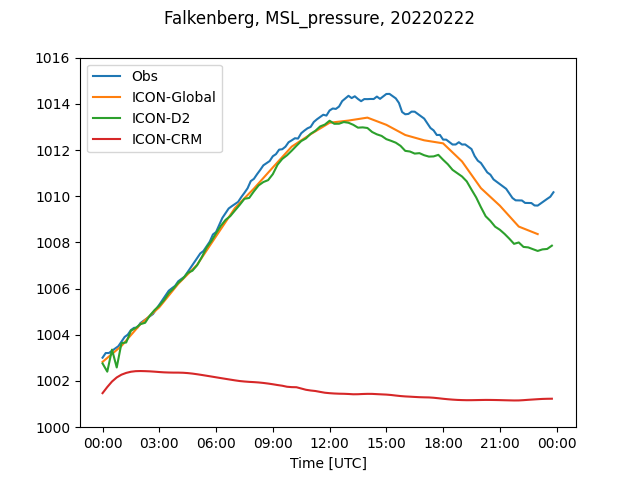 Falkenberg, MSL_pressure, 20220222
1016
1014
1012
1010
1008
1006
1004
1002
1000
Obs
ICON-Global
ICON-D2
ICON-CRM
00:00 03:00 06:00 09:00 12:00 15:00 18:00 21:00 00:00
Time [UTC]